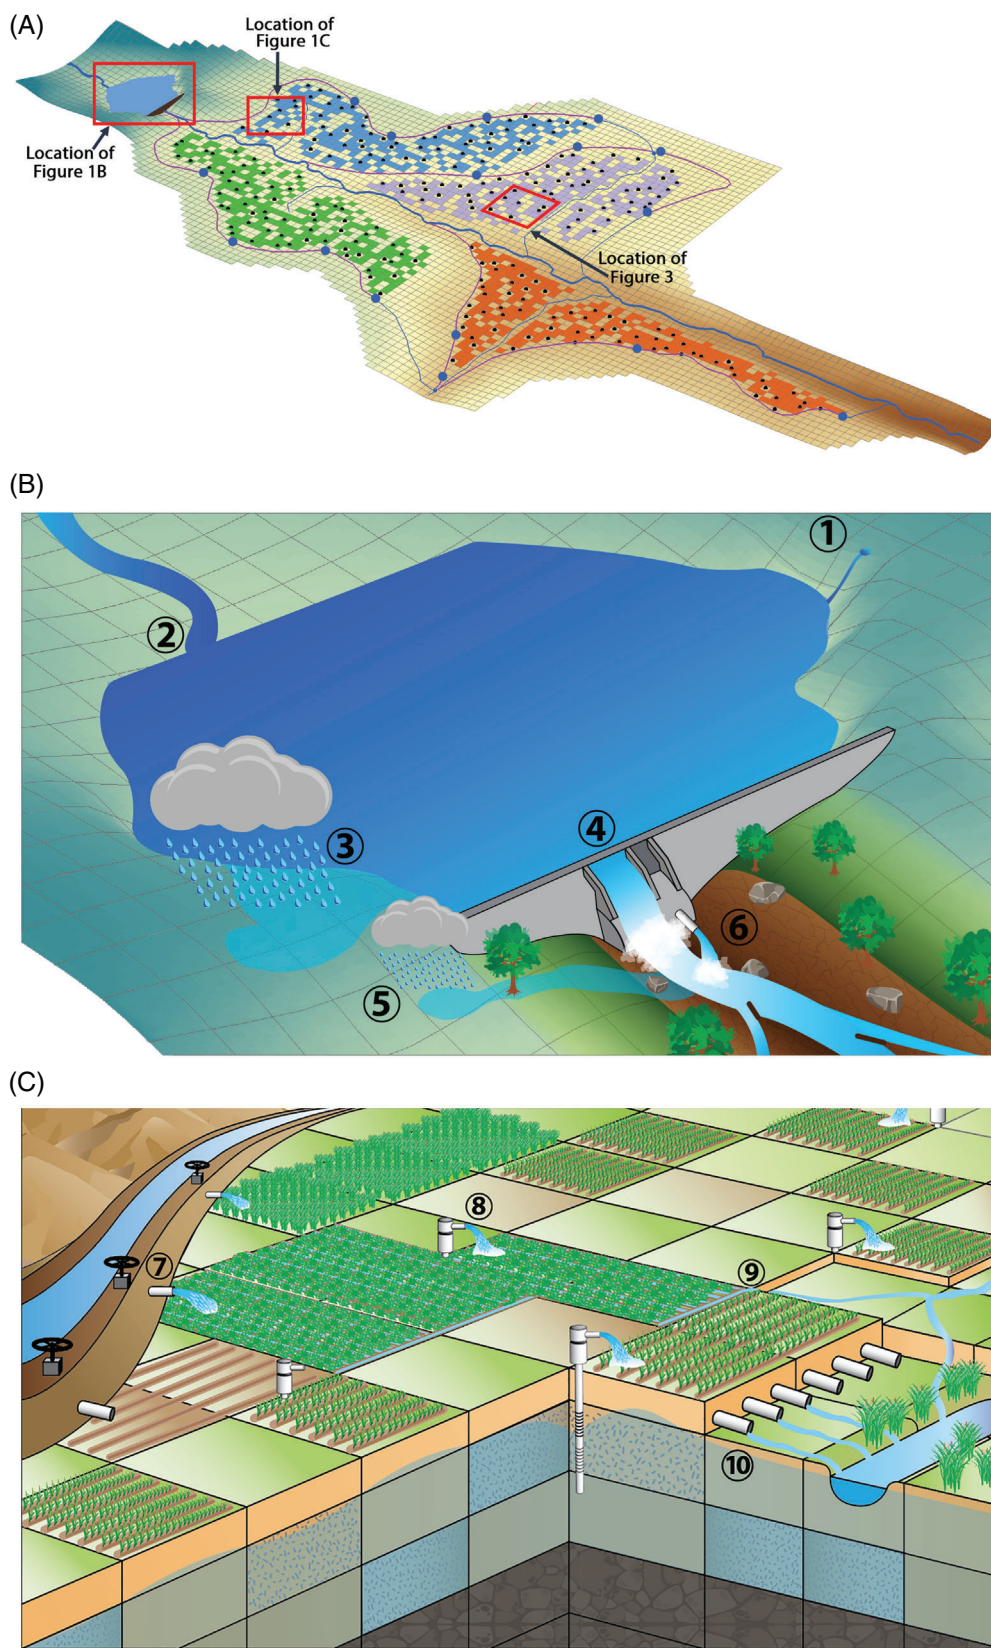 (A)
Location of
Figure 1C
Location of
Figure 1B
Location of
Figure 3
(B)
①
②
③
④
⑤
⑥
(C)
⑦
⑧
⑨
⑩